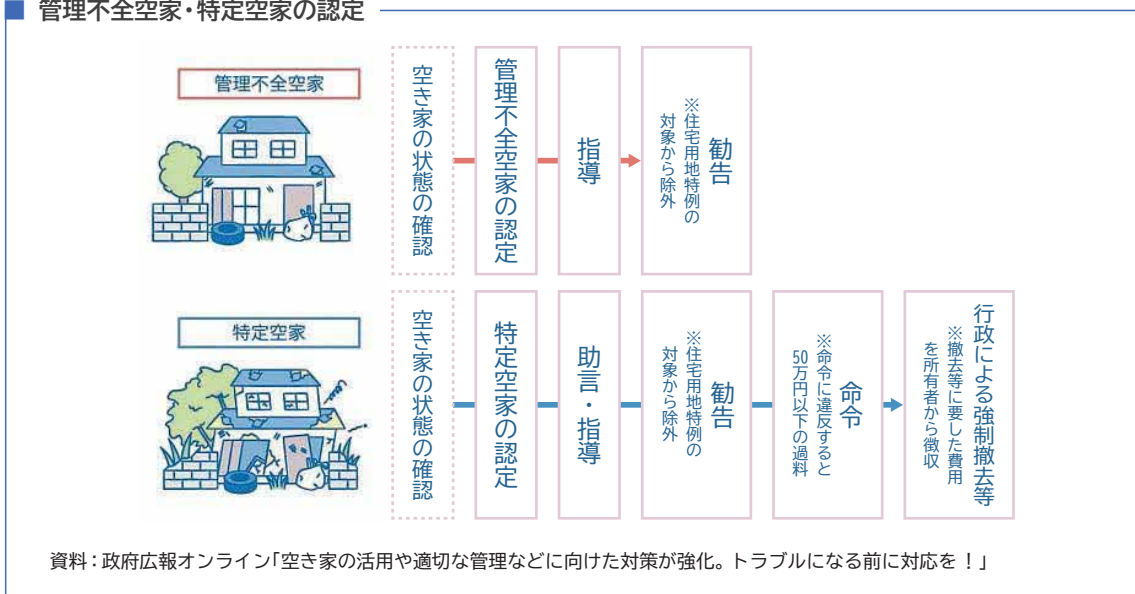 ■ 管理不全空家・特定空家の認定
管理不全空家
空き家の状態の確認
管理不全空家の認定
指導
勧告
※住宅用地特例の
対象から除外
特定空家
空き家の状態の確認
特定空家の認定
助言・指導
勧告
※住宅用地特例の
対象から除外
命令
※命令に違反すると
50万円以下の過料
行政による強制撤去等
※撤去等に要した費用
を所有者から徴収
資料：政府広報オンライン「空き家の活用や適切な管理などに向けた対策が強化。トラブルになる前に対応を！」